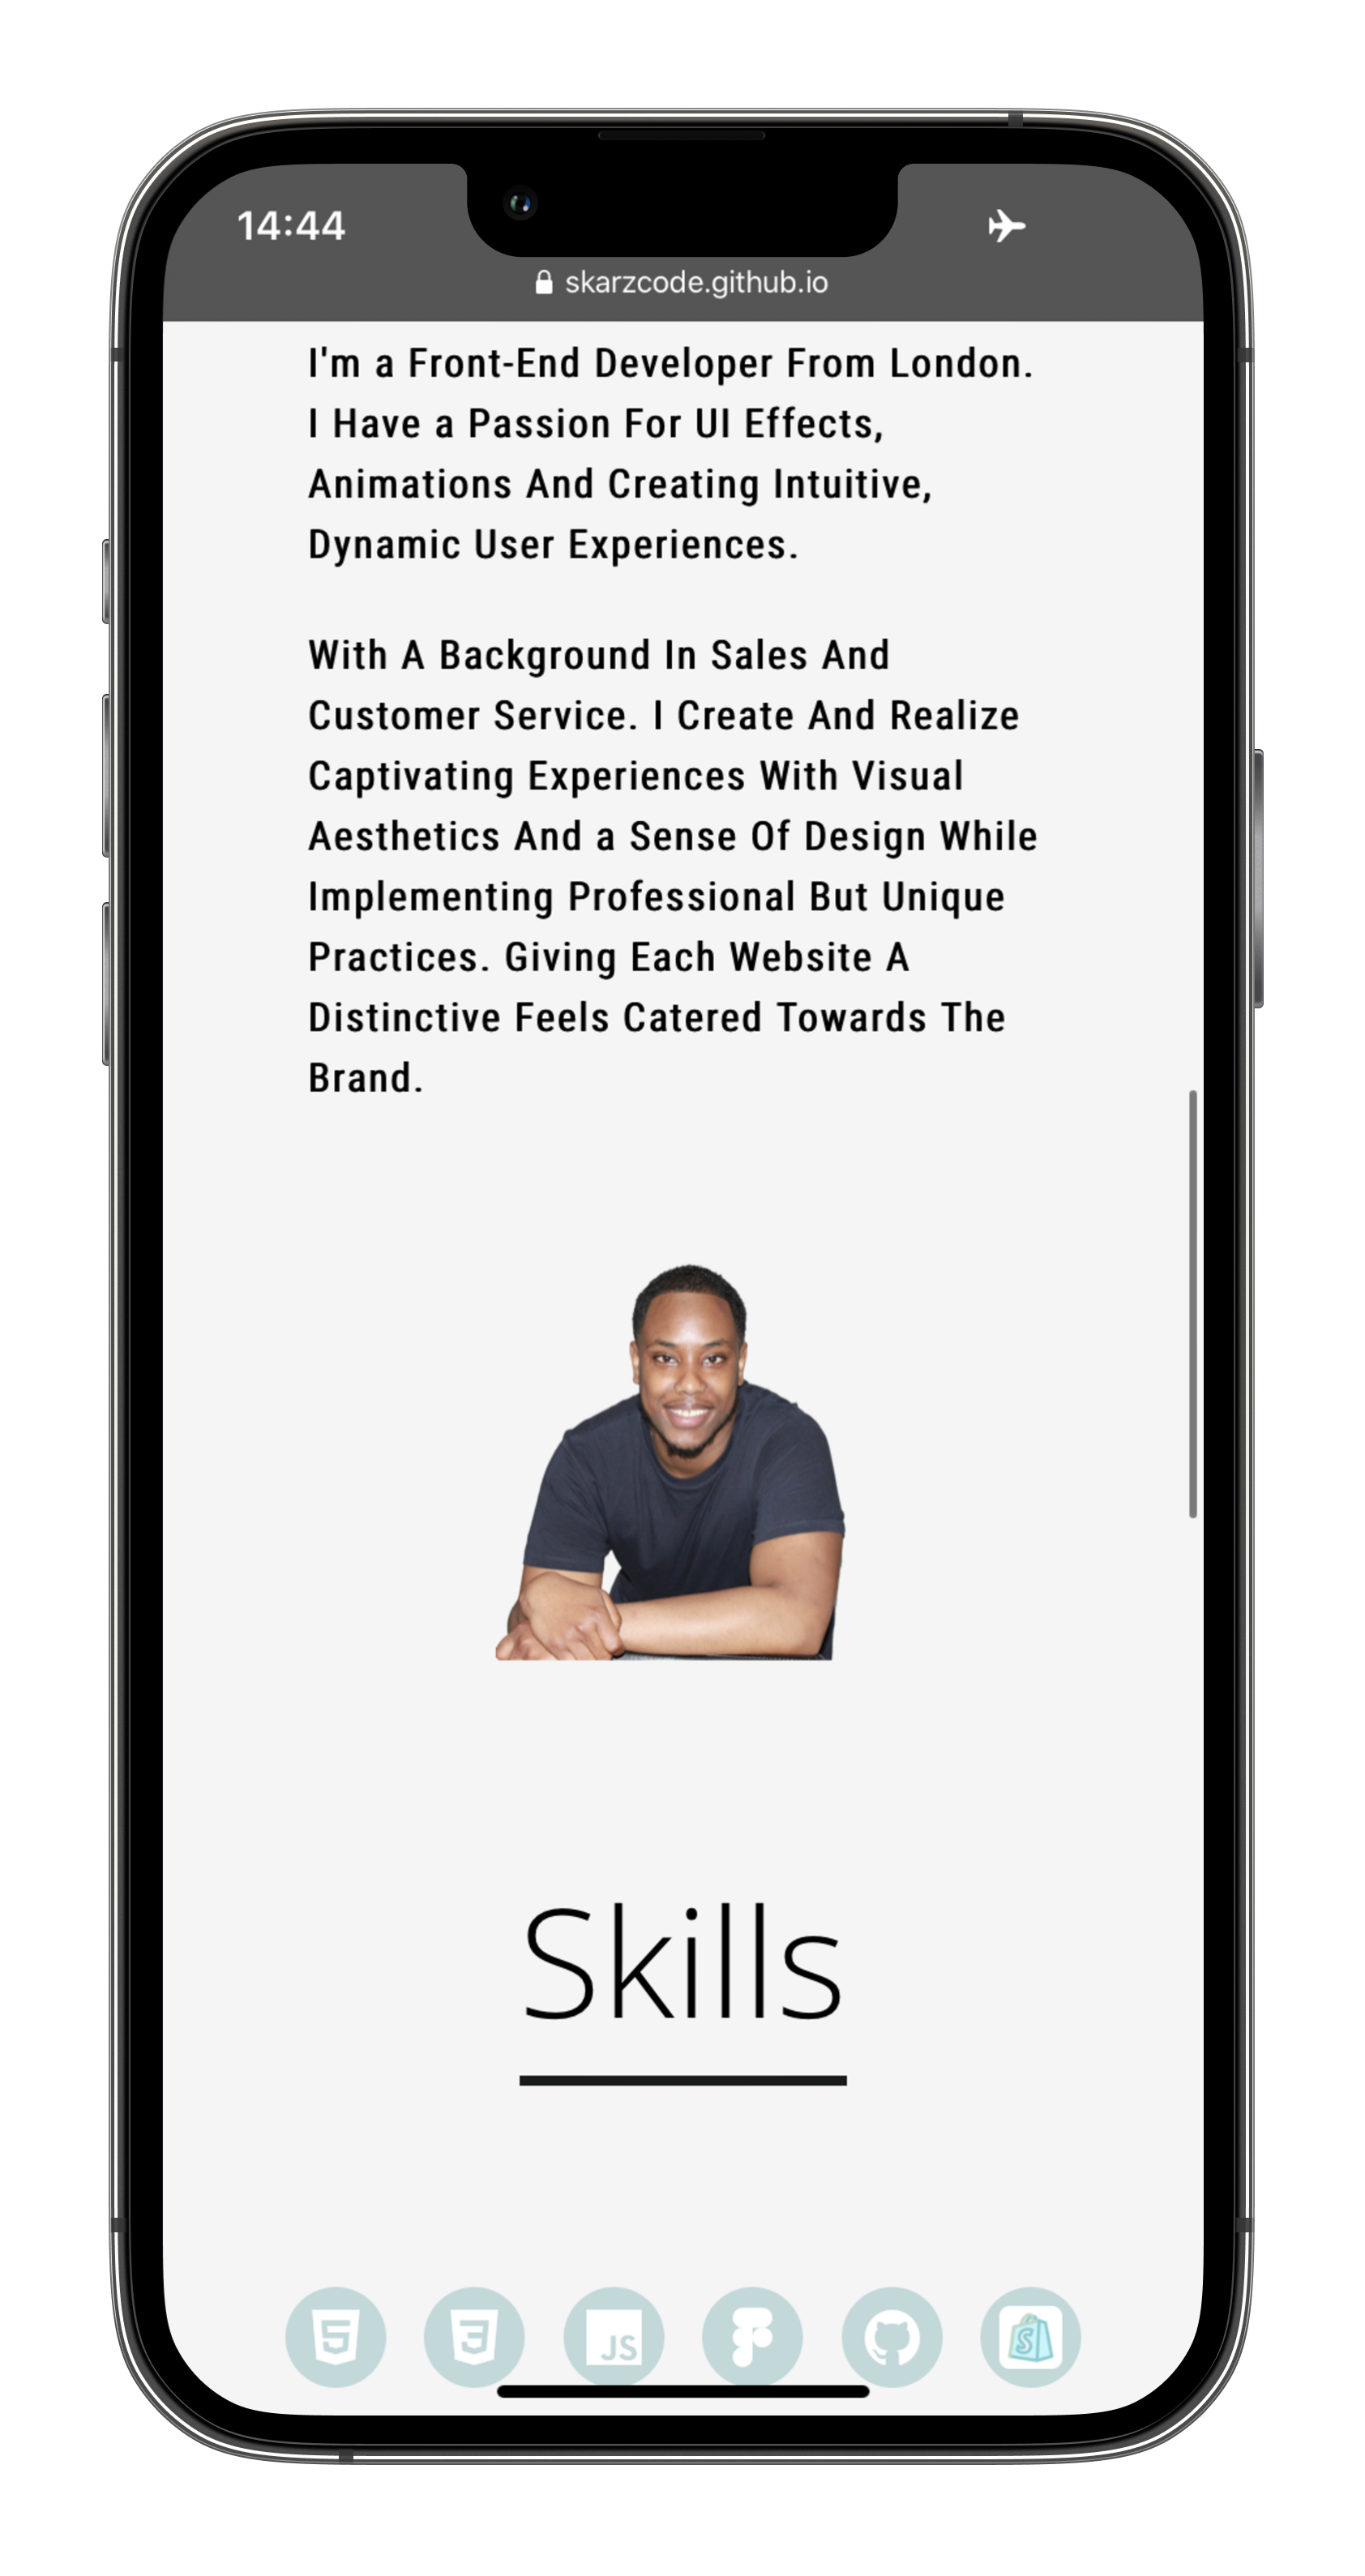 14:44
skarzcode.github.io
I'm a Front-End Developer From London.
I Have a Passion For UI Effects,
Animations And Creating Intuitive,
Dynamic User Experiences.
With A Background In Sales And
Customer Service. I Create And Realize
Captivating Experiences With Visual
Aesthetics And a Sense Of Design While
Implementing Professional But Unique
Practices. Giving Each Website A
Distinctive Feels Catered Towards The
Brand.
Skills
5 3 JS S